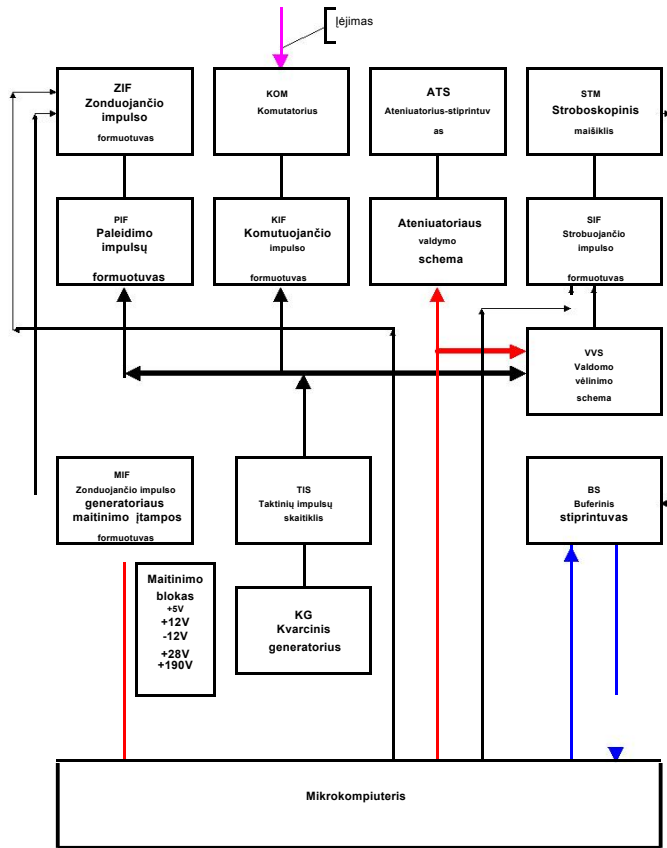 Įėjimas
ZIF
Zonduojančio
impulso
formuotuvas
KOM
Komutatorius
ATS
Ateniuatorius-stiprintuv
as
STM
Stroboskopinis
maišiklis
PIF
Paleidimo
impulsų
formuotuvas
KIF
Komutuojančio
impulso
formuotuvas
Ateniuatoriaus
valdymo
schema
SIF
Strobuojančio
impulso
formuotuvas
VVS
Valdomo
vėlinimo
schema
MIF
Zonduojančio impulso
generatoriaus
maitinimo įtampos
formuotuvas
TIS
Taktinių impulsų
skaitiklis
BS
Buferinis
stiprintuvas
Maitinimo
blokas
+5V
+12V
-12V
+28V
+190V
KG
Kvarcinis
generatorius
Mikrokompiuteris